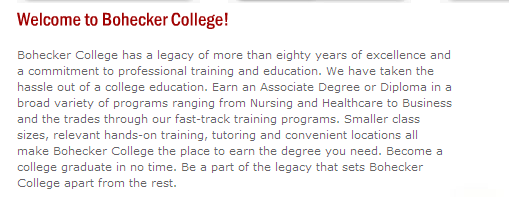 Welcome to Bohecker College!
Bohecker College has a legacy of more than eighty years of excellence and
a commitment to professional training and education. We have taken the
hassle out of a college education. Earn an Associate Degree or Diploma in a
broad variety of programs ranging from Nursing and Healthcare to Business
and the trades through our fast-track training programs. Smaller class
sizes, relevant hands-on training, tutoring and convenient locations all
make Bohecker College the place to earn the degree you need. Become a
college graduate in no time. Be a part of the legacy that sets Bohecker
College apart from the rest.